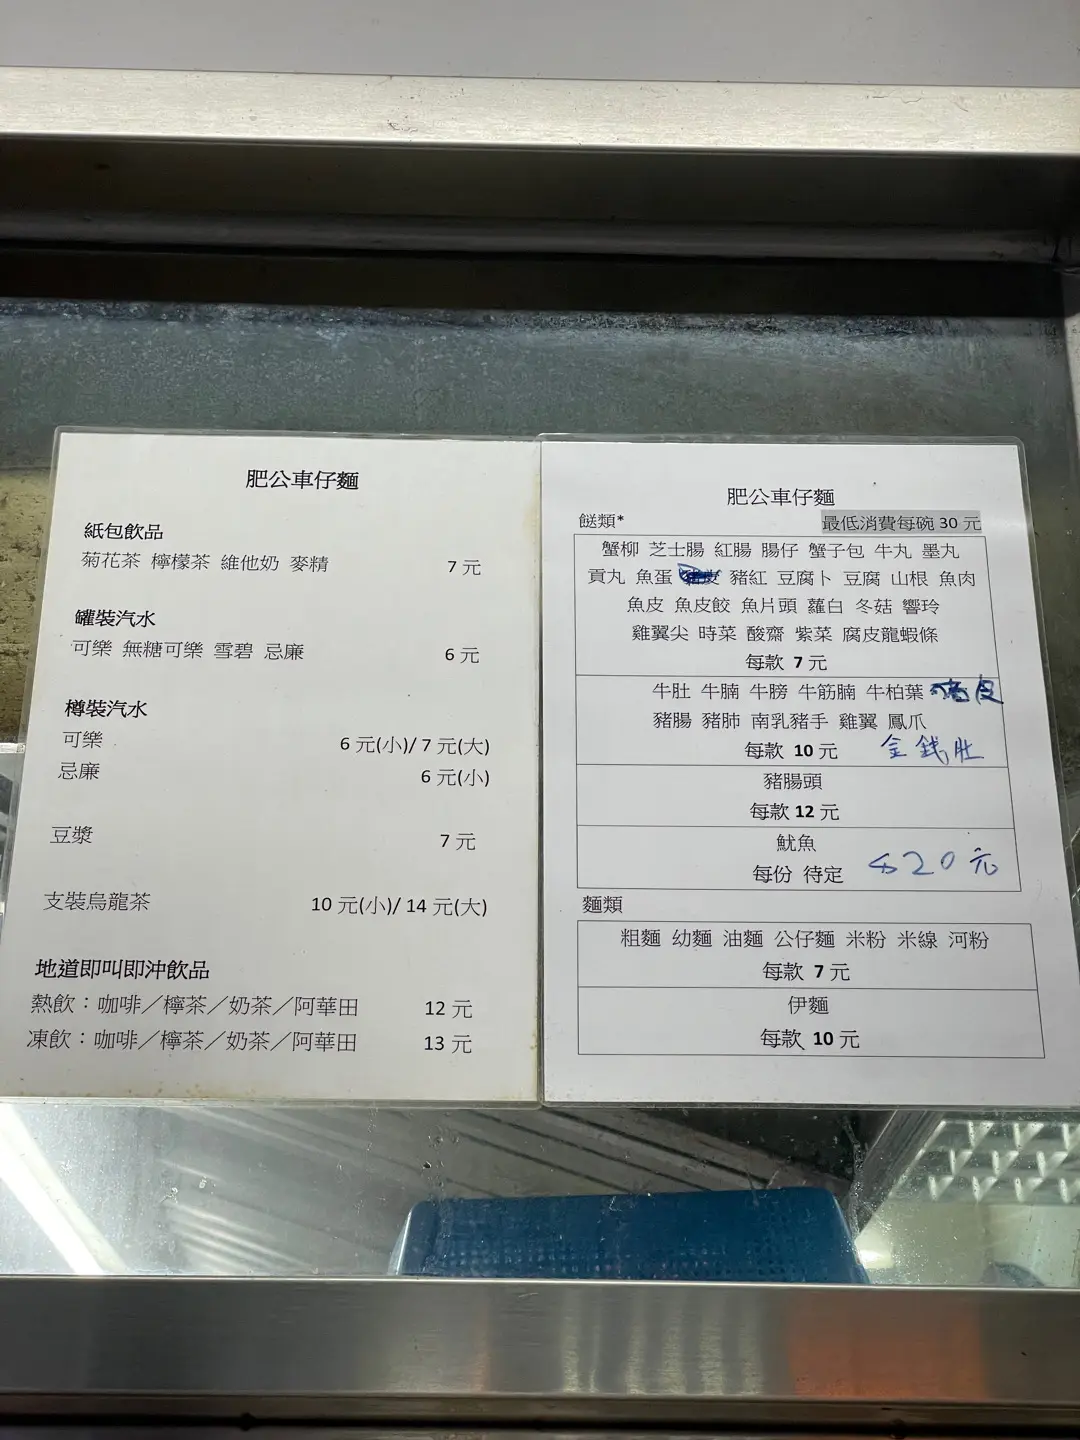 肥公車仔麵
紙包飲品
菊花茶 檸檬茶 維他奶 麥精 7 元
罐裝汽水
可樂 無糖可樂 雪碧 忌廉 6 元
樽裝汽水
可樂 6 元(小)/ 7 元(大)
忌廉 6 元(小)
豆漿 7 元
支裝烏龍茶 10 元(小)/ 14 元(大)
地道即叫即沖飲品
熱飲：咖啡／檸茶／奶茶／阿華田 12 元
凍飲：咖啡／檸茶／奶茶／阿華田 13 元
肥公車仔麵
餸類* 最低消費每碗 30 元
蟹柳 芝士腸 紅腸 腸仔 蟹子包 牛丸 墨丸
貢丸 魚蛋 豬紅 豆腐卜 豆腐 山根 魚肉
魚皮 魚皮餃 魚片頭 蘿白 冬菇 響玲
雞翼尖 時菜 酸齋 紫菜 腐皮龍蝦條
每款 7 元
牛肚 牛腩 牛膀 牛筋腩 牛柏葉 豬皮
豬腸 豬肺 南乳豬手 雞翼 鳳爪
每款 10 元 金錢肚
豬腸頭
每款 12 元
魷魚
每份 待定 20元
麵類
粗麵 幼麵 油麵 公仔麵 米粉 米線 河粉
每款 7 元
伊麵
每款 10 元